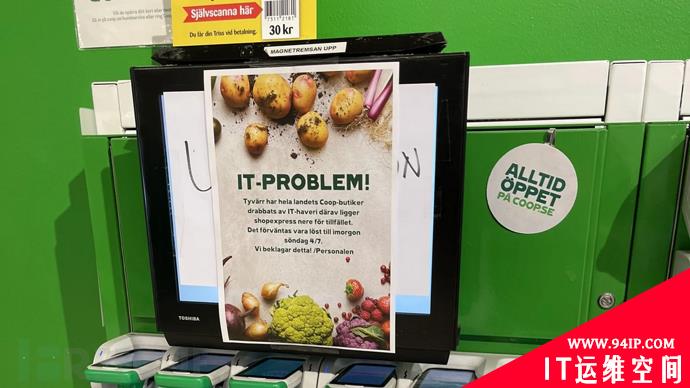 Självscanna här
7311 2181
Du får din Triss vid betalning.
30 kr
MAGNETREMSAN UPP
IT-PROBLEM!
Tyvärr har hela landets Coop-butiker
drabbats av IT-haveri därav ligger
shopexpress nere för tillfället.
Det förväntas vara löst till imorgon
söndag 4/7.
Vi beklagar detta! /Personalen
TOSHIBA
ALLTID
ÖPPET
PÅ COOP.SE
WWW.94IP.COM
IT运维空间